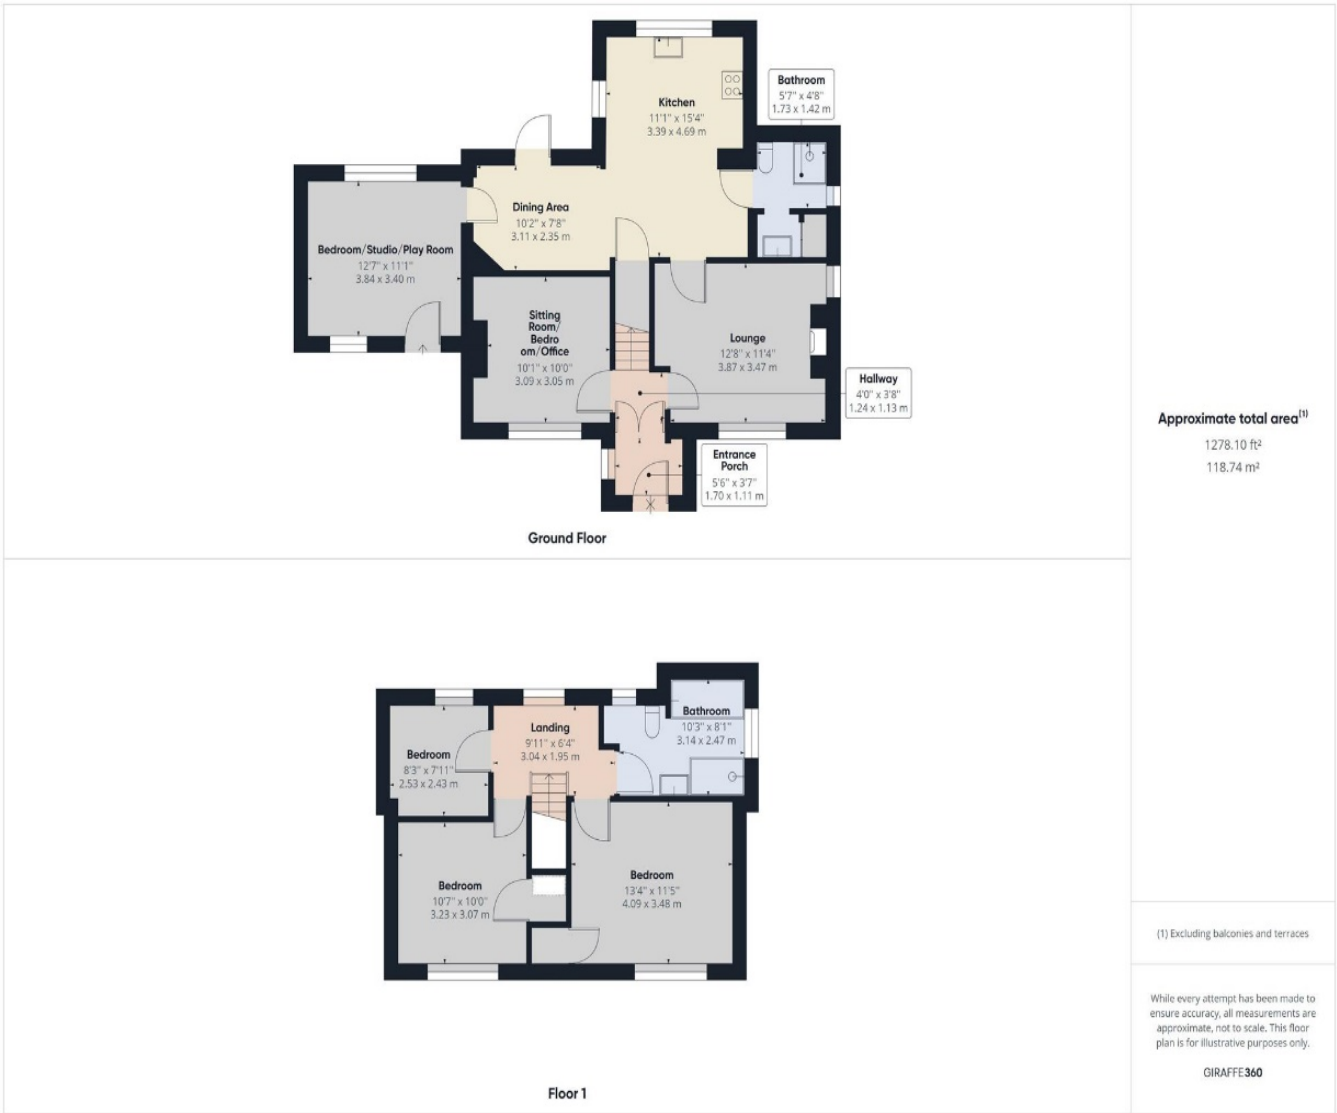 Kitchen
11'1" x 15'4"
3.39 x 4.69 m
Bathroom
5'7" x 4'8"
1.73 x 1.42 m
Dining Area
10'2" x 7'8"
3.11 x 2.35 m
Bedroom/Studio/Play Room
12'7" x 11'1"
3.84 x 3.40 m
Sitting
Room/
Bedro
om/Office
10'1" x 10'0"
3.09 x 3.05 m
Lounge
12'8" x 11'4"
3.87 x 3.47 m
Hallway
4'0" x 3'8"
1.24 x 1.13 m
Entrance
Porch
5'6" x 3'7"
1.70 x 1.11 m
Ground Floor
Approximate total area(1)
1278.10 ft²
118.74 m²
Landing
9'11" x 6'4"
3.04 x 1.95 m
Bathroom
10'3" x 8'1"
3.14 x 2.47 m
Bedroom
8'3" x 7'11"
2.53 x 2.43 m
Bedroom
10'7" x 10'0"
3.23 x 3.07 m
Bedroom
13'4" x 11'5"
4.09 x 3.48 m
Floor 1
(1) Excluding balconies and terraces
While every attempt has been made to
ensure accuracy, all measurements are
approximate, not to scale. This floor
plan is for illustrative purposes only.
GIRAFFE360